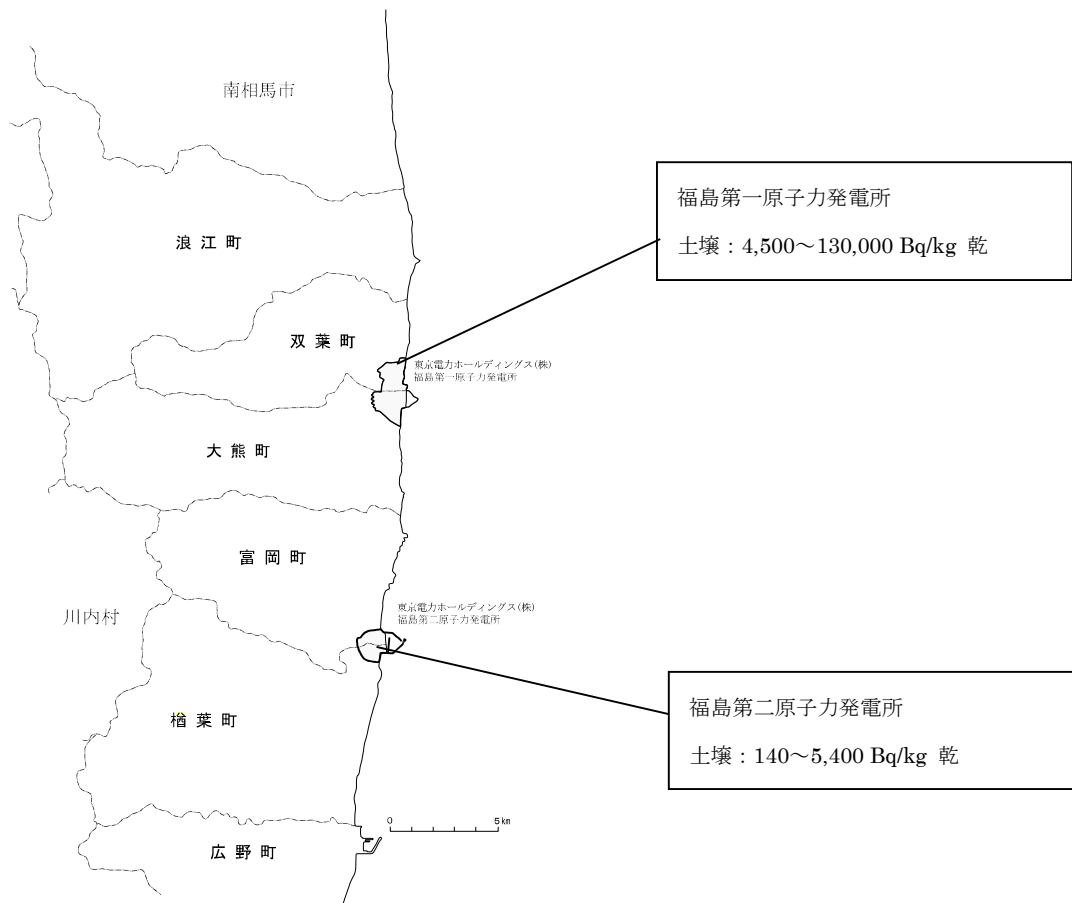 南相馬市
福島第一原子力発電所
土壌：4,500～130,000 Bq/kg 乾
浪江町
双葉町
東京電力ホールディングス(株)
福島第一原子力発電所
大熊町
富岡町
東京電力ホールディングス(株)
福島第二原子力発電所
川内村
福島第二原子力発電所
土壌：140～5,400 Bq/kg 乾
楢葉町
0 5km
広野町